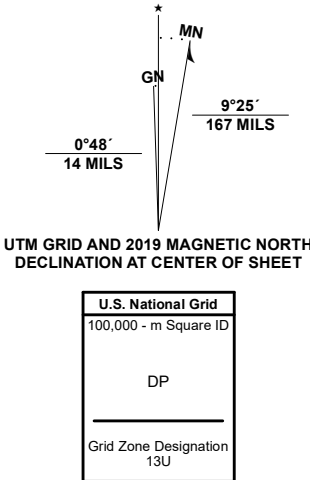 ★
MN
GN
9°25´
167 MILS
0°48´
14 MILS
UTM GRID AND 2019 MAGNETIC NORTH
DECLINATION AT CENTER OF SHEET
U.S. National Grid
100,000 - m Square ID
DP
Grid Zone Designation
13U